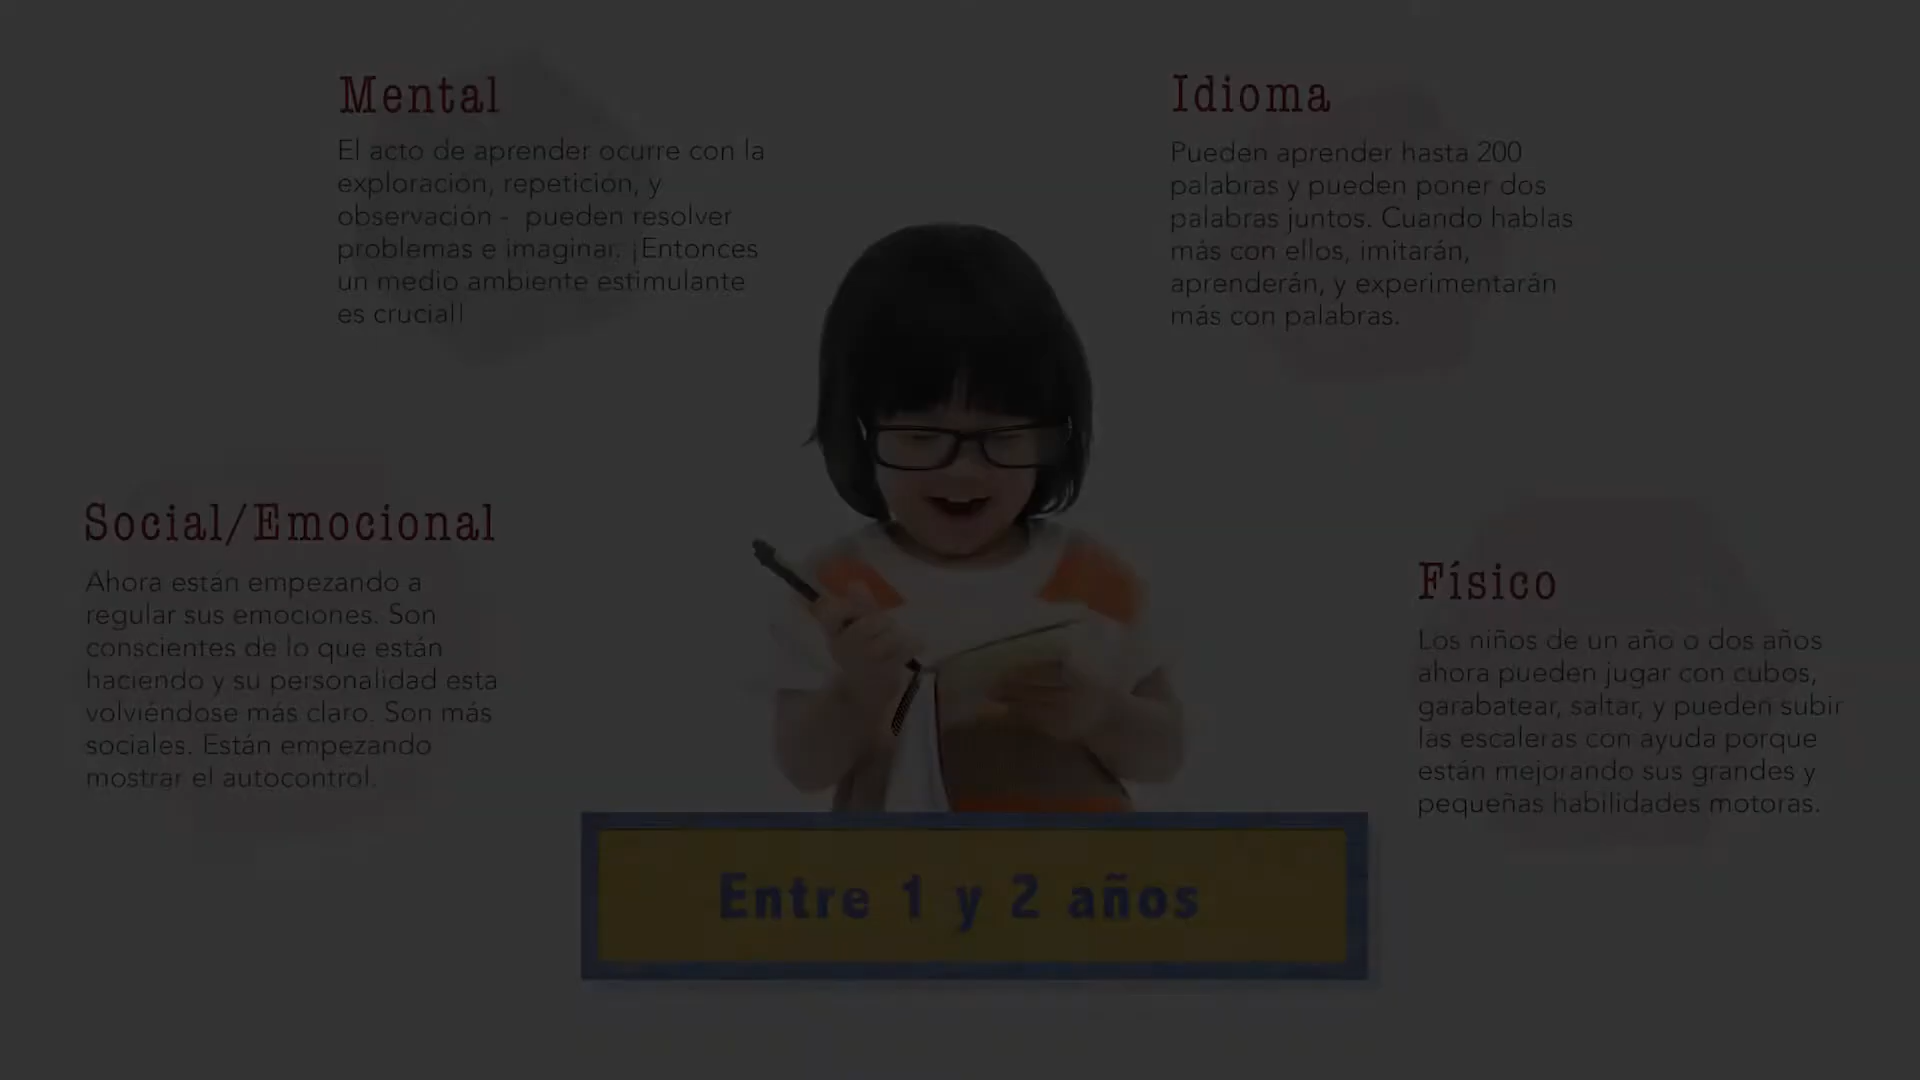 Mental
El acto de aprender ocurre con la
exploración, repetición, y
observación - pueden resolver
problemas e imaginar. ¡Entonces
un medio ambiente estimulante
es crucial!
Idioma
Pueden aprender hasta 200
palabras y pueden poner dos
palabras juntos. Cuando hablas
más con ellos, imitarán,
aprenderán, y experimentarán
más con palabras.
Social/Emocional
Ahora están empezando a
regular sus emociones. Son
conscientes de lo que están
haciendo y su personalidad esta
volviéndose más claro. Son más
sociales. Están empezando
mostrar el autocontrol.
Físico
Los niños de un año o dos años
ahora pueden jugar con cubos,
garabatear, saltar, y pueden subir
las escaleras con ayuda porque
están mejorando sus grandes y
pequeñas habilidades motoras.
Entre 1 y 2 años